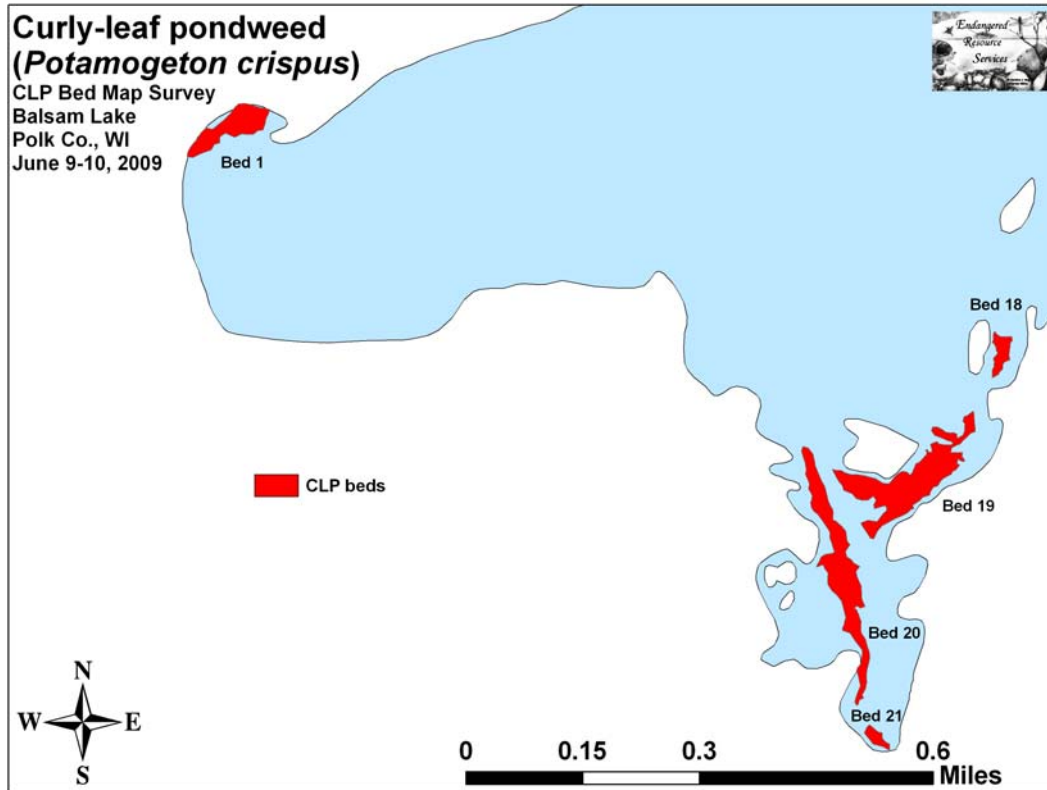 Curly-leaf pondweed
(Potamogeton crispus)
CLP Bed Map Survey
Balsam Lake
Polk Co., WI
June 9-10, 2009
Endangered
Resource
Services
Bed 1
Bed 18
CLP beds
Bed 19
Bed 20
Bed 21
N
W E
S
0 0.15 0.3 0.6
Miles